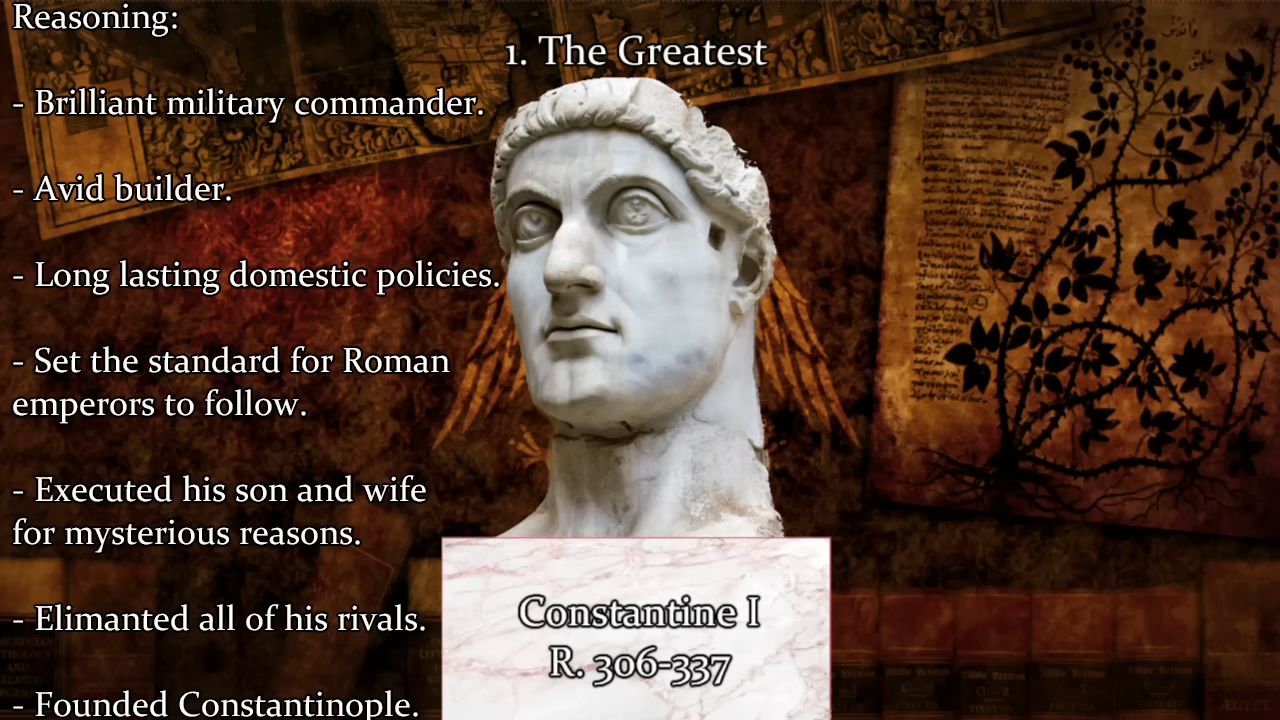 Reasoning:
1. The Greatest
- Brilliant military commander.
- Avid builder.
- Long lasting domestic policies.
- Set the standard for Roman
emperors to follow.
- Executed his son and wife
for mysterious reasons.
- Elimanted all of his rivals.
- Founded Constantinople.
Constantine I
R. 306-337